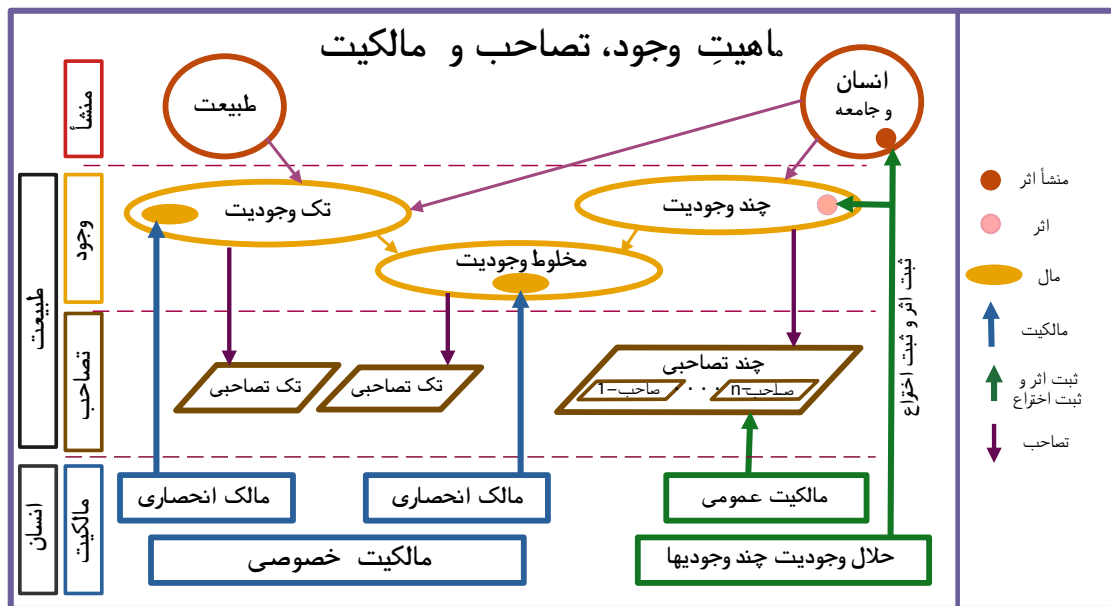 ماهیتِ وجود، تصاحب و مالکیت
انسان
و جامعه
طبیعت
منشأ
چند وجودیت
تک وجودیت
مخلوط وجودیت
وجود
طبیعت
چند تصاحبی
صاحب-1
....
صاحب-n
تک تصاحبی
تک تصاحبی
تصاحب
مالکیت عمومی
مالک انحصاری
مالک انحصاری
حلال وجودیت چند وجودیها
مالکیت خصوصی
مالکیت
انسان
ثبت اثر و ثبت اختراع
منشأ اثر
اثر
مال
مالکیت
ثبت اثر و
ثبت اختراع
تصاحب